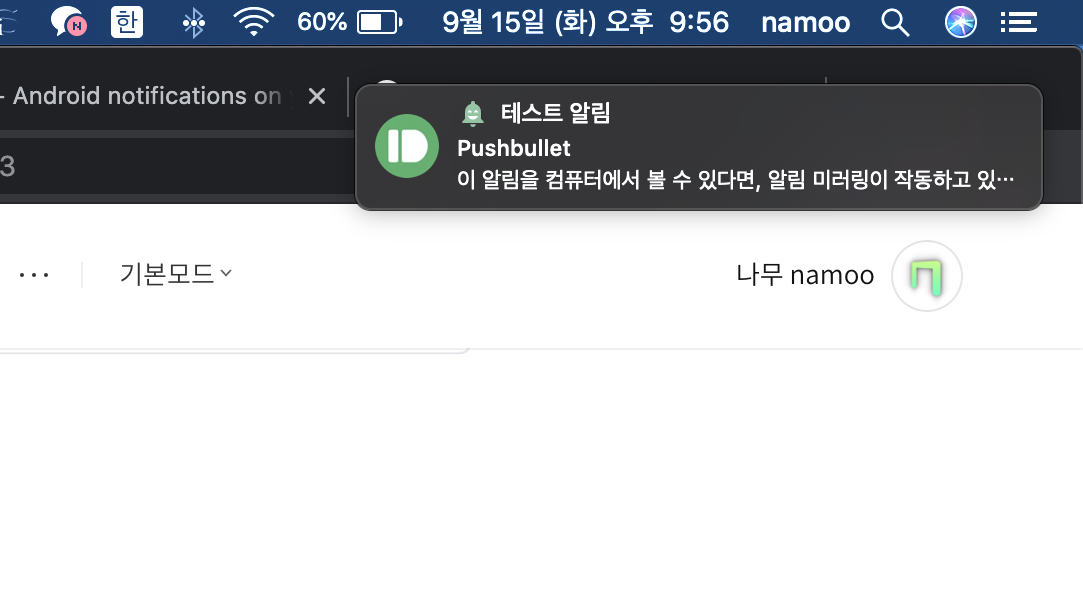 한 60% 9월 15일 (화) 오후 9:56 namoo
- Android notifications on
테스트 알림
Pushbullet
이 알림을 컴퓨터에서 볼 수 있다면, 알림 미러링이 작동하고 있…
3
··· 기본모드
나무 namoo